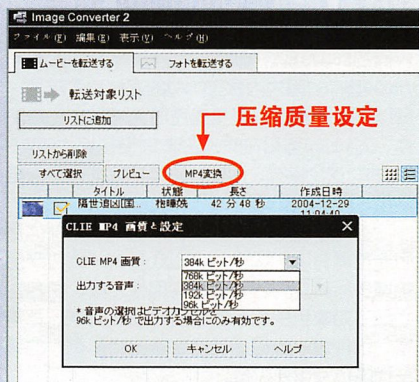 Image Converter 2
ファイル(F) 編集(E) 表示(V) ヘルプ(H)
ムービーを転送する フォトを転送する
転送対象リスト
リストに追加
压缩质量设定
リストから削除
すべて選択 プレビュー MP4変換
タイトル 状態 長さ 作成日時
42 分 48 秒 2004-12-29
11:04:40
CLIE MP4 画質と設定
CLIE MP4 画質 : 384k ビット/秒
768k ビット/秒
384k ビット/秒
192k ビット/秒
96k ビット/秒
出力する音声 :
* 音声の選択はビデオカプセルを
96k ビット/秒 で出力する場合にのみ有効です。
OK キャンセル ヘルプ